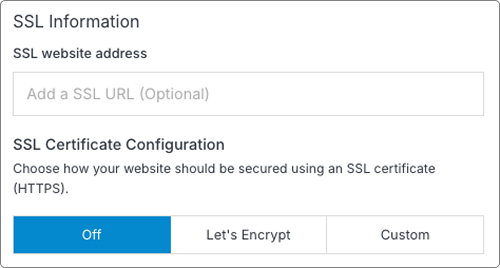 SSL Information
SSL website address
Add a SSL URL (Optional)
SSL Certificate Configuration
Choose how your website should be secured using an SSL certificate
(HTTPS).
Off Let's Encrypt Custom